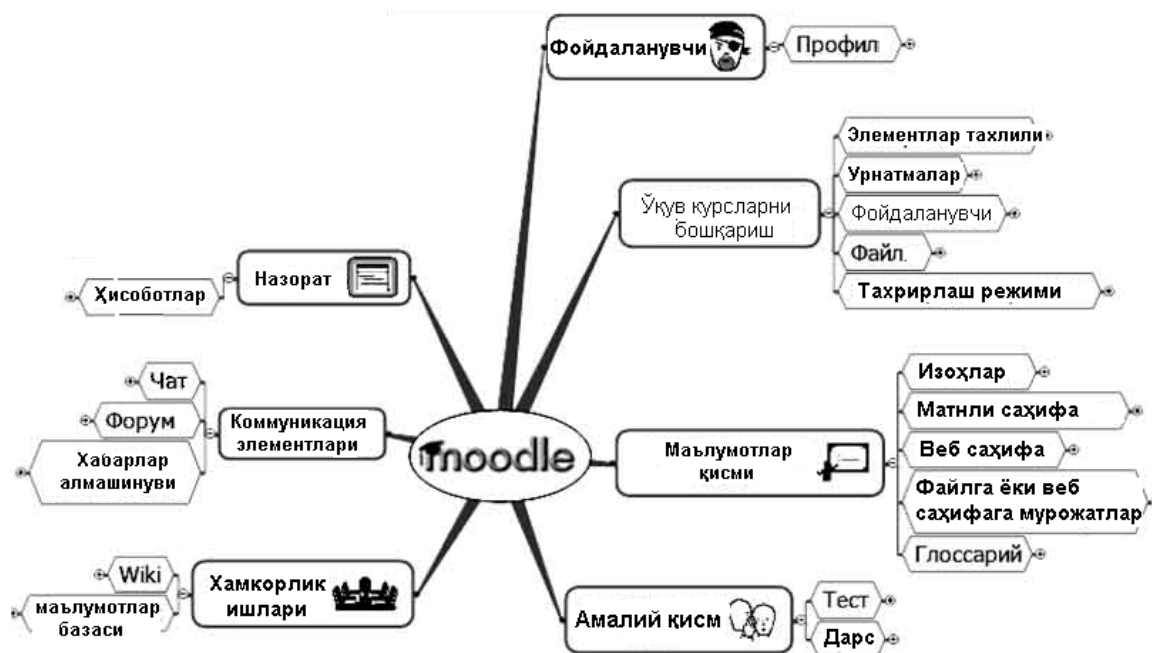 Фойдаланувчи
Профил
Ўқув курсларни
бошқариш
Элементлар тахлили
Урнатмалар
Фойдаланувчи
Файл.
Тахрирлаш режими
Назорат
Ҳисоботлар
Коммуникация
элементлари
Чат
Форум
Хабарлар
алмашинуви
moodle
Маълумотлар
қисми
Изоҳлар
Матнли саҳифа
Веб саҳифа
Файлга ёки веб
саҳифага мурожатлар
Глоссарий
Хамкорлик
ишлари
Wiki
маълумотлар
базаси
Амалий қисм
Тест
Дарс